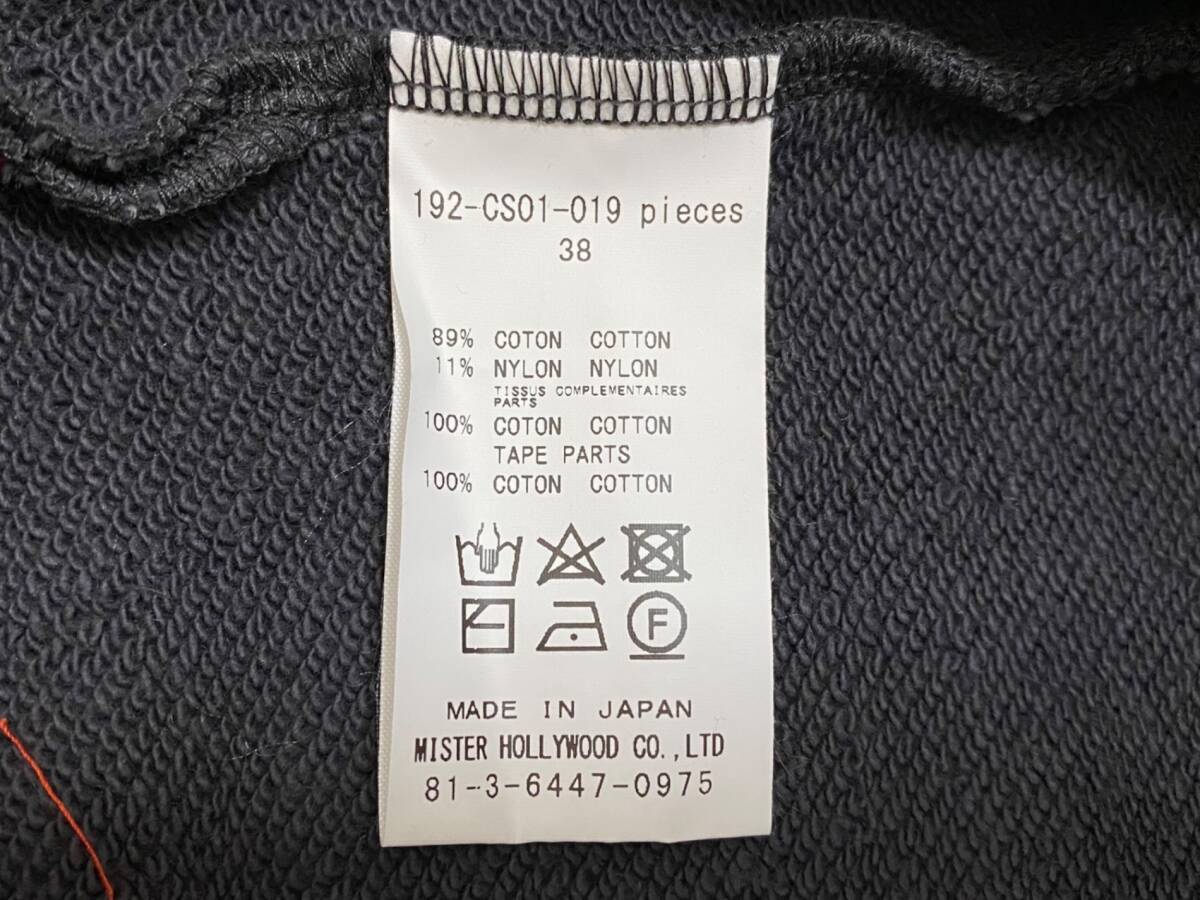 192-CS01-019 pieces
38
89% COTON COTTON
11% NYLON NYLON
TISSUS COMPLEMENTAIRES
PARTS
100% COTON COTTON
TAPE PARTS
100% COTON COTTON
F
MADE IN JAPAN
MISTER HOLLYWOOD CO.,LTD
81-3-6447-0975